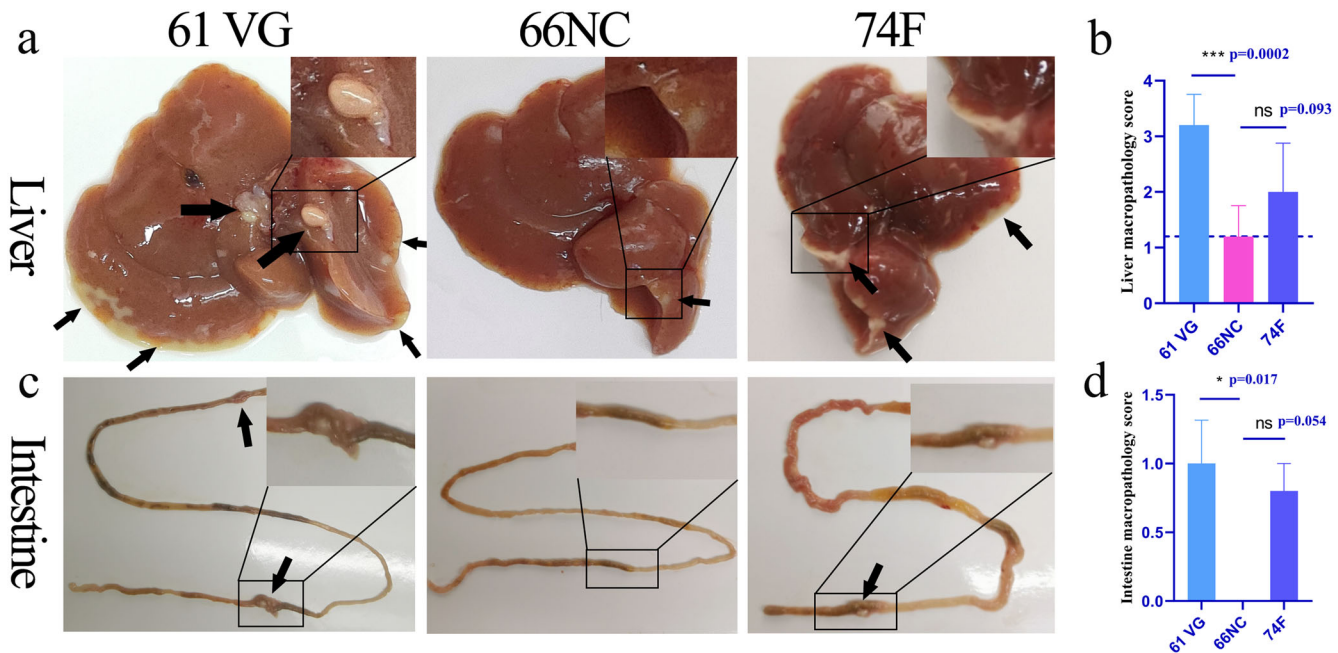 a
61 VG
66NC
74F
Liver
b
*** p=0.0002
ns p=0.093
Liver macropathology score
4
3
2
1
0
61 VG
66NC
74F
c
Intestine
d
* p=0.017
ns p=0.054
Intestine macropathology score
1.5
1.0
0.5
0.0
61 VG
66NC
74F